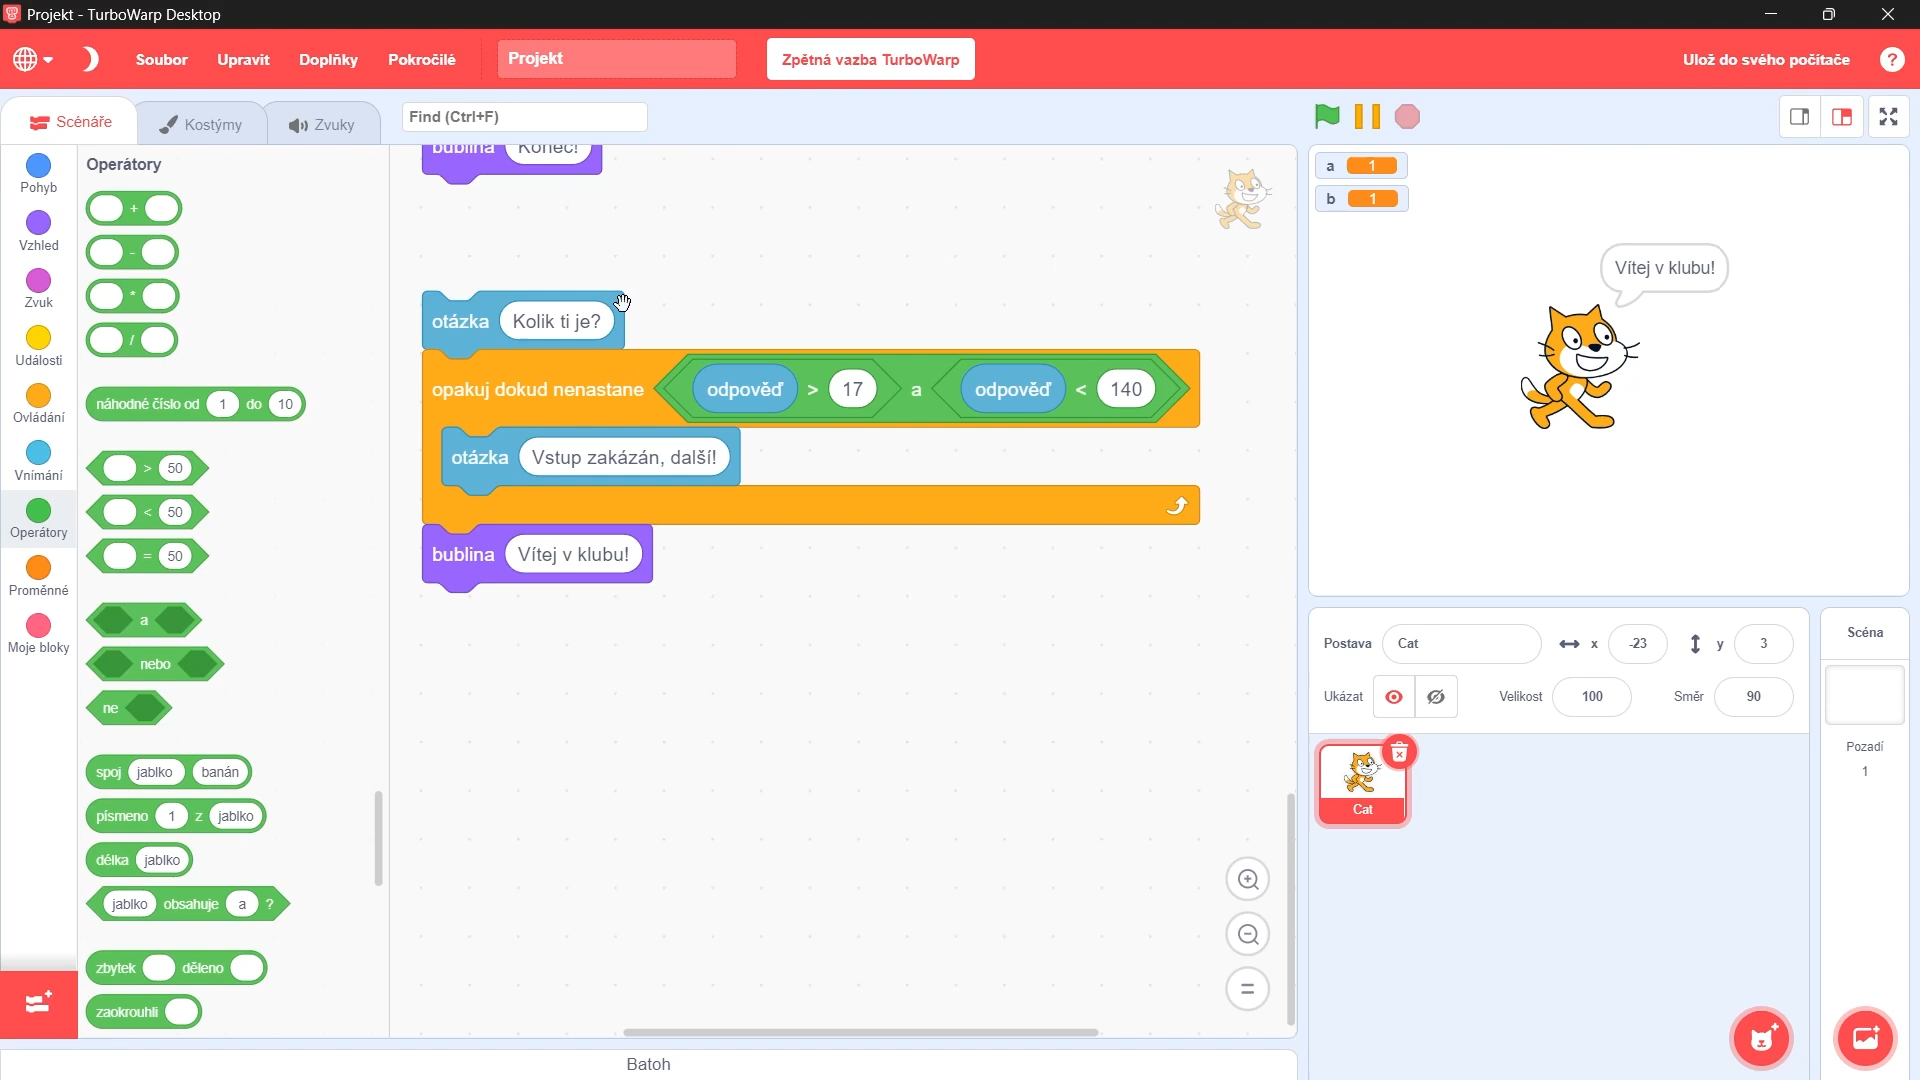 Projekt - TurboWarp Desktop
Soubor Upravit Doplňky Pokročilé Projekt Zpětná vazba TurboWarp Ulož do svého počítače ?
Scénáře Kostýmy Zvuky Find (Ctrl+F)
Pohyb
Vzhled
Zvuk
Události
Ovládání
Vnímání
Operátory
Proměnné
Moje bloky
Operátory
+
-
*
/
náhodné číslo od 1 do 10
> 50
< 50
= 50
a
nebo
ne
spoj jablko banán
písmeno 1 z jablko
délka jablko
jablko obsahuje a ?
zbytek děleno
zaokrouhli
bublina Konec!
otázka Kolik ti je?
opakuj dokud nenastane odpověď > 17 a odpověď < 140
otázka Vstup zakázán, další!
bublina Vítej v klubu!
Batoh
a 1
b 1
Vítej v klubu!
Postava Cat x -23 y 3
Ukázat Velikost 100 Směr 90
Cat
Scéna
Pozadí
1